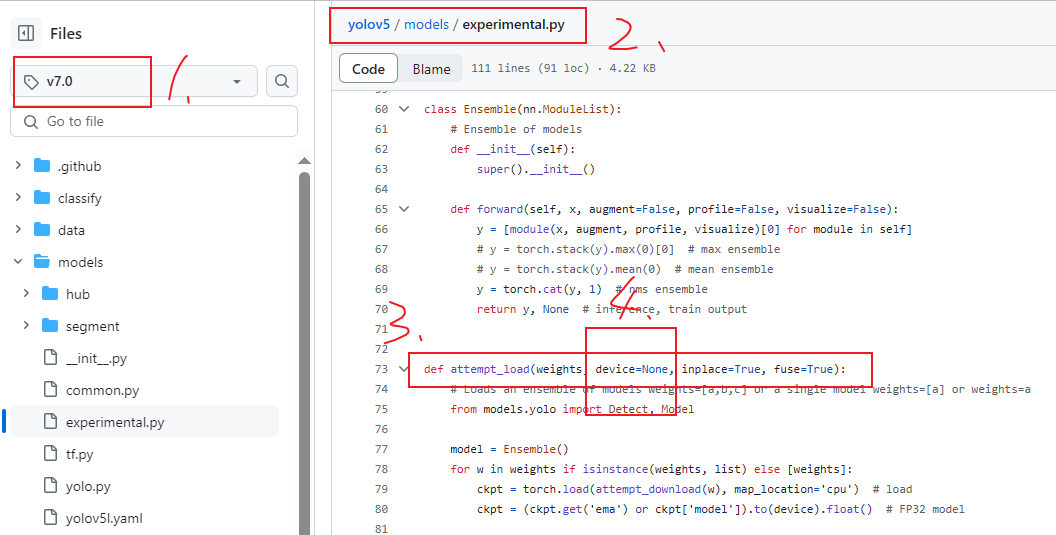 Files
v7.0
1.
Go to file
.github
classify
data
models
hub
segment
__init__.py
common.py
experimental.py
tf.py
yolo.py
yolov5l.yaml
yolov5 / models / experimental.py
2.
Code Blame 111 lines (91 loc) · 4.22 KB
60 class Ensemble(nn.ModuleList):
61 # Ensemble of models
62 def __init__(self):
63 super().__init__()
64
65 def forward(self, x, augment=False, profile=False, visualize=False):
66 y = [module(x, augment, profile, visualize)[0] for module in self]
67 # y = torch.stack(y).max(0)[0]  # max ensemble
68 # y = torch.stack(y).mean(0)  # mean ensemble
69 y = torch.cat(y, 1)  # nms ensemble
4.
70 return y, None  # inference, train output
3.
71
72
73 def attempt_load(weights, device=None, inplace=True, fuse=True):
74 # Loads an ensemble of models weights=[a,b,c] or a single model weights=[a] or weights=a
75 from models.yolo import Detect, Model
76
77 model = Ensemble()
78 for w in weights if isinstance(weights, list) else [weights]:
79 ckpt = torch.load(attempt_download(w), map_location='cpu')  # load
80 ckpt = (ckpt.get('ema') or ckpt['model']).to(device).float()  # FP32 model
81